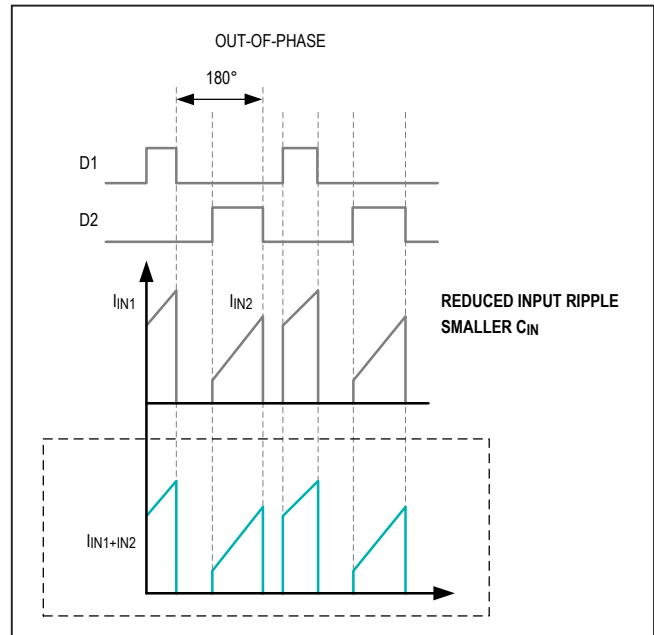 OUT-OF-PHASE
180°
D1
D2
IIN1
IIN2
REDUCED INPUT RIPPLE
SMALLER CIN
IIN1+IN2